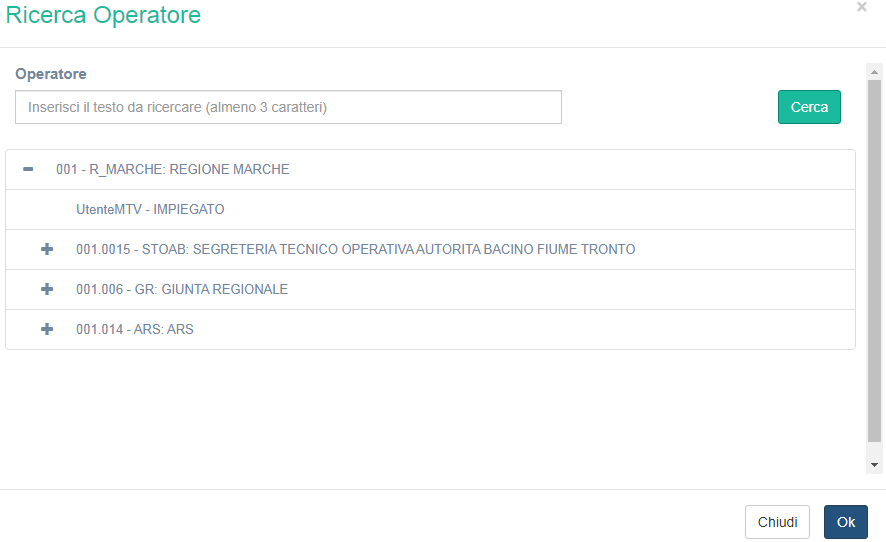 Ricerca Operatore
×
Operatore
Inserisci il testo da ricercare (almeno 3 caratteri)
Cerca
001 - R_MARCHE: REGIONE MARCHE
UtenteMTV - IMPIEGATO
001.0015 - STOAB: SEGRETERIA TECNICO OPERATIVA AUTORITA BACINO FIUME TRONTO
001.006 - GR: GIUNTA REGIONALE
001.014 - ARS: ARS
Chiudi
Ok